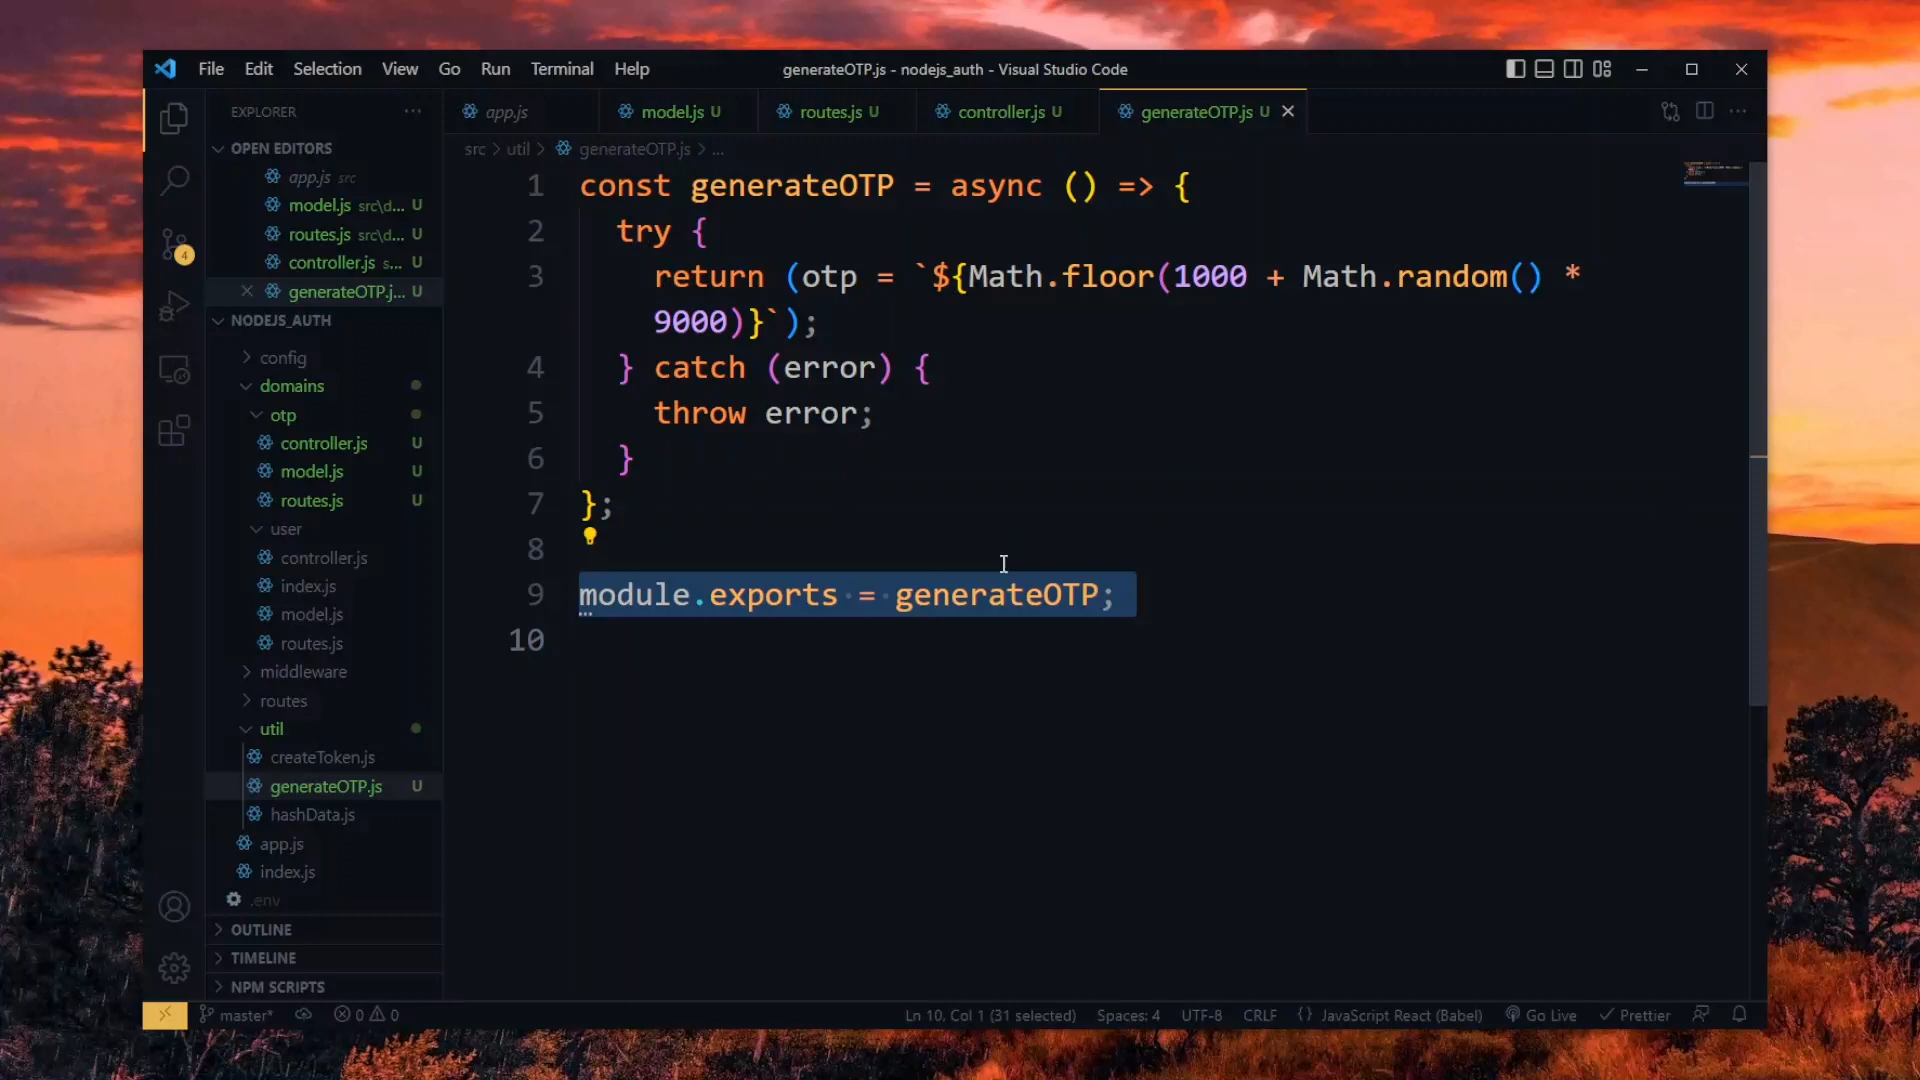 File Edit Selection View Go Run Terminal Help
generateOTP.js - nodejs_auth - Visual Studio Code
EXPLORER ...
OPEN EDITORS
app.js src
model.js src\d... U
routes.js src\d... U
controller.js s... U
generateOTP.j... U
NODEJS_AUTH
config
domains
otp
controller.js U
model.js U
routes.js U
user
controller.js
index.js
model.js
routes.js
middleware
routes
util
createToken.js
generateOTP.js U
hashData.js
app.js
index.js
.env
OUTLINE
TIMELINE
NPM SCRIPTS
4
app.js model.js U routes.js U controller.js U generateOTP.js U
src > util > generateOTP.js > ...
1 const generateOTP = async () => {
2 try {
3 return (otp = `${Math.floor(1000 + Math.random() *
9000)}`);
4 } catch (error) {
5 throw error;
6 }
7 };
8
9 module.exports = generateOTP;
10
master* 0 0 Ln 10, Col 1 (31 selected) Spaces: 4 UTF-8 CRLF {} JavaScript React (Babel) Go Live Prettier